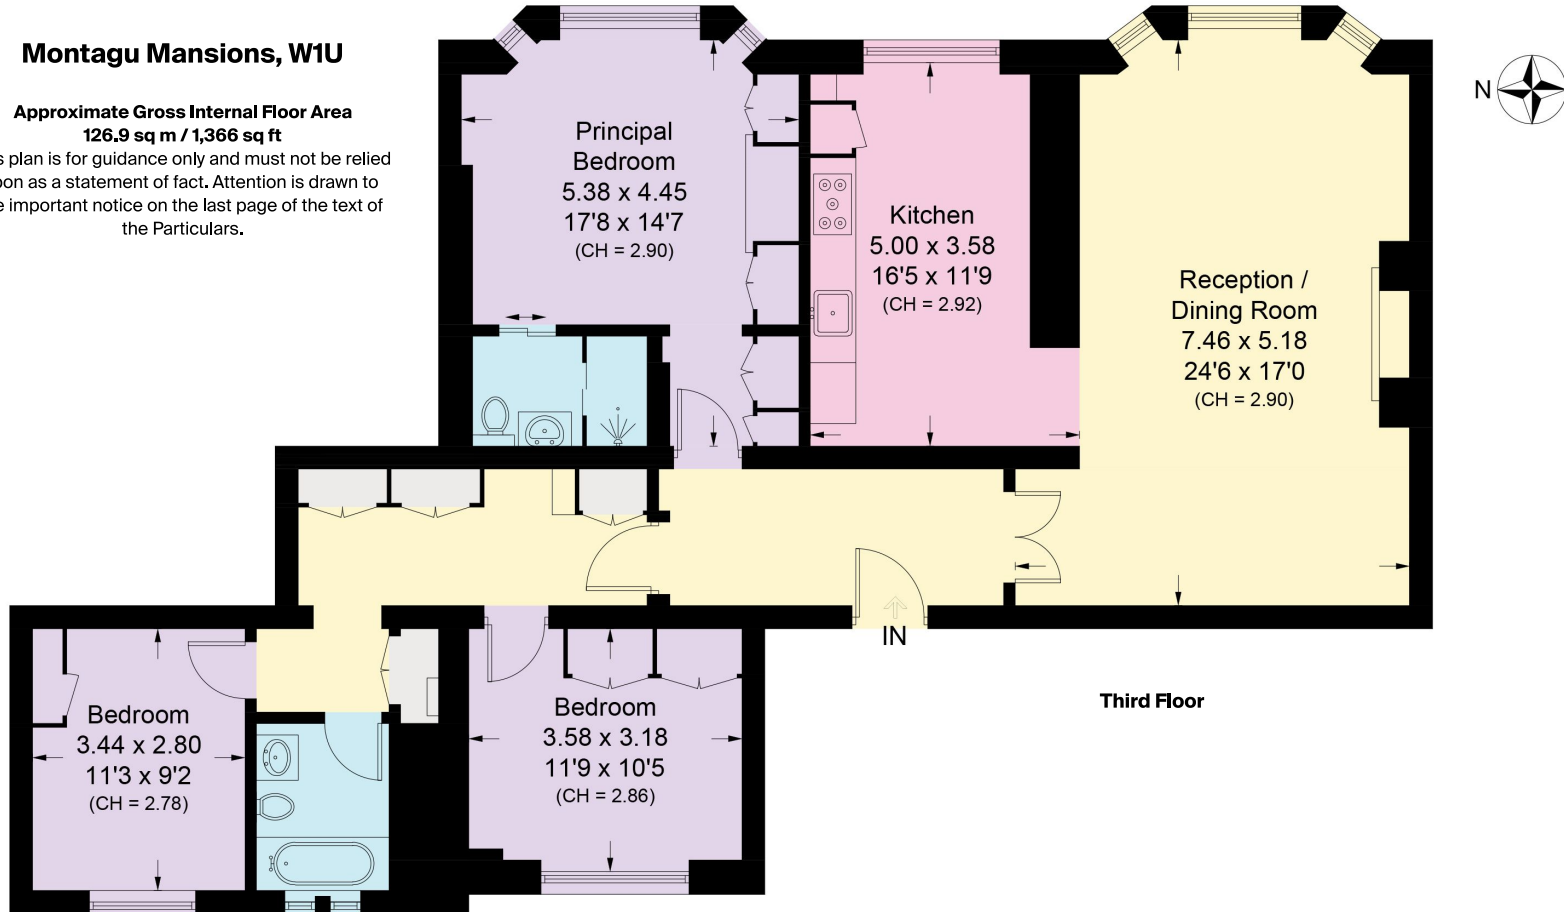 Montagu Mansions, W1U
Approximate Gross Internal Floor Area
126.9 sq m / 1,366 sq ft
plan is for guidance only and must not be relied
as a statement of fact. Attention is drawn to
important notice on the last page of the text of
the Particulars.
N
Principal
Bedroom
5.38 x 4.45
17'8 x 14'7
(CH = 2.90)
Kitchen
5.00 x 3.58
16'5 x 11'9
(CH = 2.92)
Reception /
Dining Room
7.46 x 5.18
24'6 x 17'0
(CH = 2.90)
IN
Bedroom
3.44 x 2.80
11'3 x 9'2
(CH = 2.78)
Bedroom
3.58 x 3.18
11'9 x 10'5
(CH = 2.86)
Third Floor